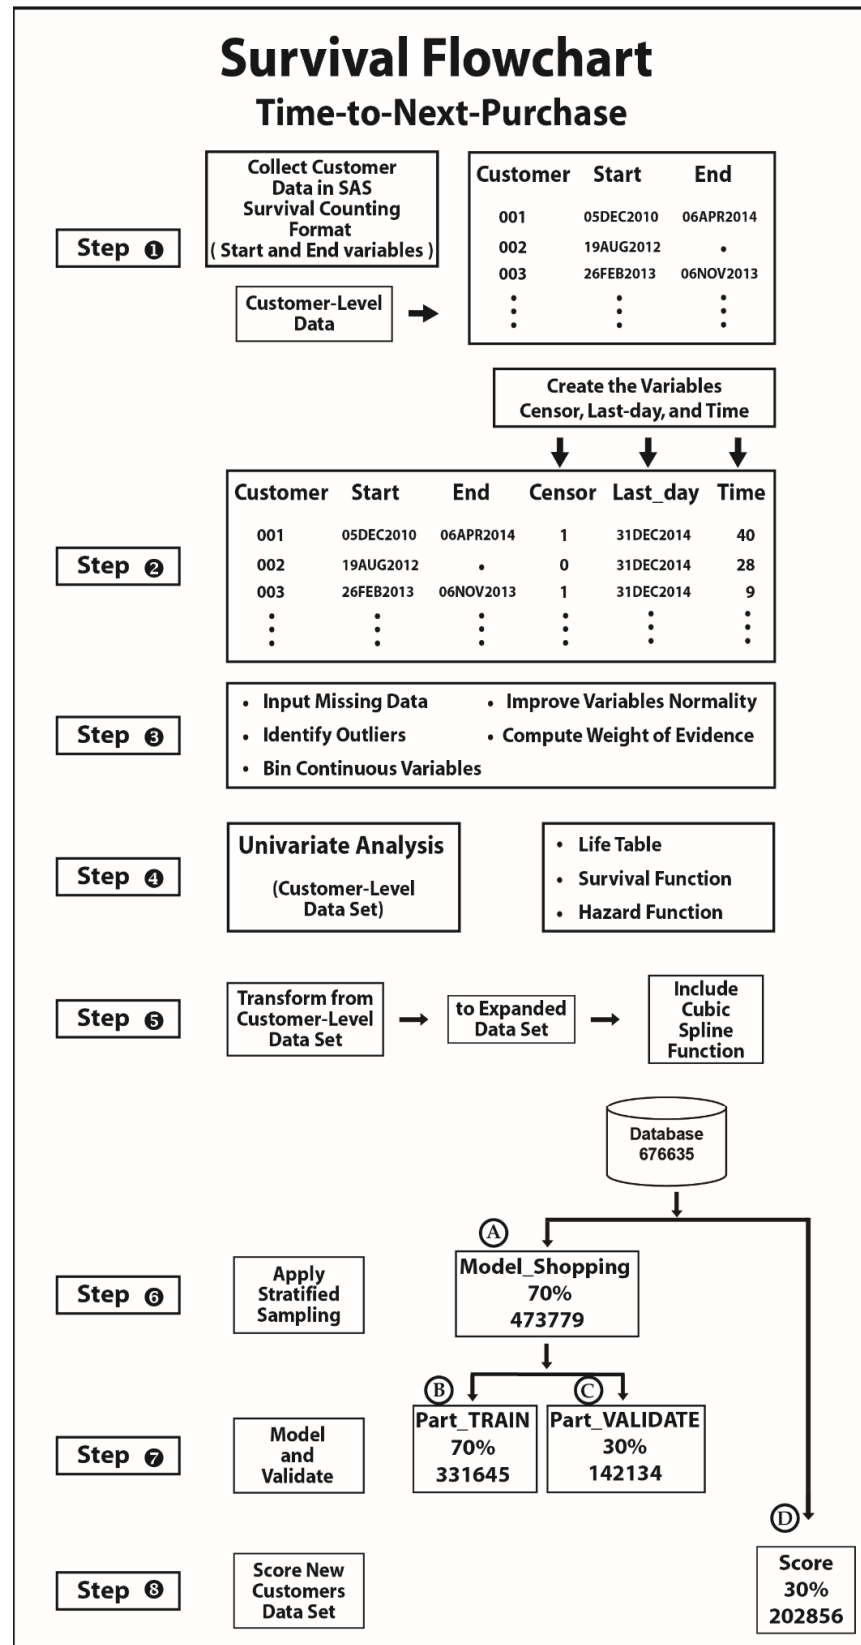 Survival Flowchart
Time-to-Next-Purchase
Step ❶
Collect Customer
Data in SAS
Survival Counting
Format
( Start and End variables )
Customer-Level
Data
Customer Start End
001 05DEC2010 06APR2014
002 19AUG2012 •
003 26FEB2013 06NOV2013
Create the Variables
Censor, Last-day, and Time
Step ❷
Customer Start End Censor Last_day Time
001 05DEC2010 06APR2014 1 31DEC2014 40
002 19AUG2012 • 0 31DEC2014 28
003 26FEB2013 06NOV2013 1 31DEC2014 9
Step ❸
• Input Missing Data
• Identify Outliers
• Bin Continuous Variables
• Improve Variables Normality
• Compute Weight of Evidence
Step ❹
Univariate Analysis
(Customer-Level
Data Set)
• Life Table
• Survival Function
• Hazard Function
Step ❺
Transform from
Customer-Level
Data Set
to Expanded
Data Set
Include
Cubic
Spline
Function
Database
676635
Step ❻
Apply
Stratified
Sampling
A
Model_Shopping
70%
473779
Step ❼
Model
and
Validate
B
Part_TRAIN
70%
331645
C
Part_VALIDATE
30%
142134
Step ❽
Score New
Customers
Data Set
D
Score
30%
202856